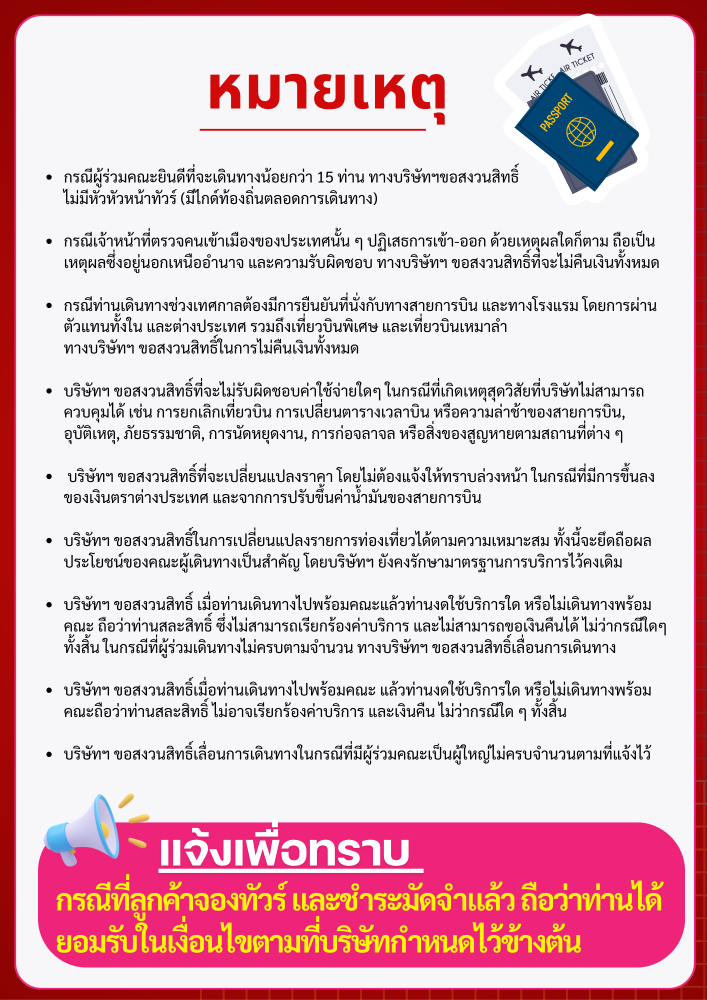 หมายเหตุ
AIR TICKET
AIR TICKE
PASSPORT
• กรณีผู้ร่วมคณะยินดีที่จะเดินทางน้อยกว่า 15 ท่าน ทางบริษัทฯขอสงวนสิทธิ์
ไม่มีหัวหัวหน้าทัวร์ (มีไกด์ท้องถิ่นตลอดการเดินทาง)
• กรณีเจ้าหน้าที่ตรวจคนเข้าเมืองของประเทศนั้น ๆ ปฏิเสธการเข้า-ออก ด้วยเหตุผลใดก็ตาม ถือเป็น
เหตุผลซึ่งอยู่นอกเหนืออำนาจ และความรับผิดชอบ ทางบริษัทฯ ขอสงวนสิทธิ์ที่จะไม่คืนเงินทั้งหมด
• กรณีท่านเดินทางช่วงเทศกาลต้องมีการยืนยันที่นั่งกับทางสายการบิน และทางโรงแรม โดยการผ่าน
ตัวแทนทั้งใน และต่างประเทศ รวมถึงเที่ยวบินพิเศษ และเที่ยวบินเหมาลำ
ทางบริษัทฯ ขอสงวนสิทธิ์ในการไม่คืนเงินทั้งหมด
• บริษัทฯ ขอสงวนสิทธิ์ที่จะไม่รับผิดชอบค่าใช้จ่ายใดๆ ในกรณีที่เกิดเหตุสุดวิสัยที่บริษัทไม่สามารถ
ควบคุมได้ เช่น การยกเลิกเที่ยวบิน การเปลี่ยนตารางเวลาบิน หรือความล่าช้าของสายการบิน,
อุบัติเหตุ, ภัยธรรมชาติ, การนัดหยุดงาน, การก่อจลาจล หรือสิ่งของสูญหายตามสถานที่ต่าง ๆ
• บริษัทฯ ขอสงวนสิทธิ์ที่จะเปลี่ยนแปลงราคา โดยไม่ต้องแจ้งให้ทราบล่วงหน้า ในกรณีที่มีการขึ้นลง
ของเงินตราต่างประเทศ และจากการปรับขึ้นค่าน้ำมันของสายการบิน
• บริษัทฯ ขอสงวนสิทธิ์ในการเปลี่ยนแปลงรายการท่องเที่ยวได้ตามความเหมาะสม ทั้งนี้จะยึดถือผล
ประโยชน์ของคณะผู้เดินทางเป็นสำคัญ โดยบริษัทฯ ยังคงรักษามาตรฐานการบริการไว้คงเดิม
• บริษัทฯ ขอสงวนสิทธิ์ เมื่อท่านเดินทางไปพร้อมคณะแล้วท่านงดใช้บริการใด หรือไม่เดินทางพร้อม
คณะ ถือว่าท่านสละสิทธิ์ ซึ่งไม่สามารถเรียกร้องค่าบริการ และไม่สามารถขอเงินคืนได้ ไม่ว่ากรณีใดๆ
ทั้งสิ้น ในกรณีที่ผู้ร่วมเดินทางไม่ครบตามจำนวน ทางบริษัทฯ ขอสงวนสิทธิ์เลื่อนการเดินทาง
• บริษัทฯ ขอสงวนสิทธิ์เมื่อท่านเดินทางไปพร้อมคณะ แล้วท่านงดใช้บริการใด หรือไม่เดินทางพร้อม
คณะถือว่าท่านสละสิทธิ์ ไม่อาจเรียกร้องค่าบริการ และเงินคืน ไม่ว่ากรณีใด ๆ ทั้งสิ้น
• บริษัทฯ ขอสงวนสิทธิ์เลื่อนการเดินทางในกรณีที่มีผู้ร่วมคณะเป็นผู้ใหญ่ไม่ครบจำนวนตามที่แจ้งไว้
แจ้งเพื่อทราบ
กรณีที่ลูกค้าจองทัวร์ และชำระมัดจำแล้ว ถือว่าท่านได้
ยอมรับในเงื่อนไขตามที่บริษัทกำหนดไว้ข้างต้น